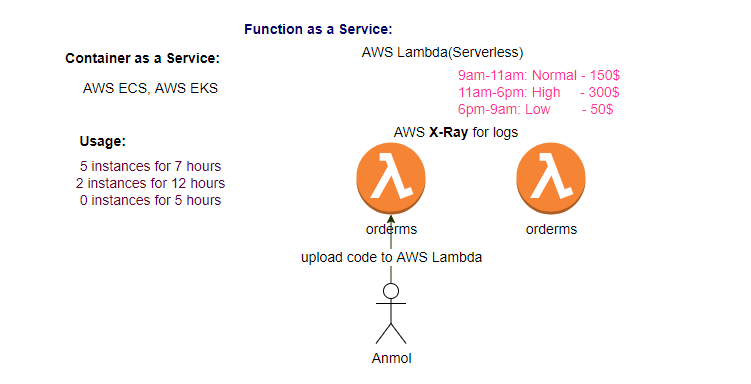 Function as a Service:
AWS Lambda(Serverless)
Container as a Service:
AWS ECS, AWS EKS
9am-11am: Normal - 150$
11am-6pm: High - 300$
6pm-9am: Low - 50$
AWS X-Ray for logs
Usage:
5 instances for 7 hours
2 instances for 12 hours
0 instances for 5 hours
λ
λ
orderms
orderms
upload code to AWS Lambda
Anmol